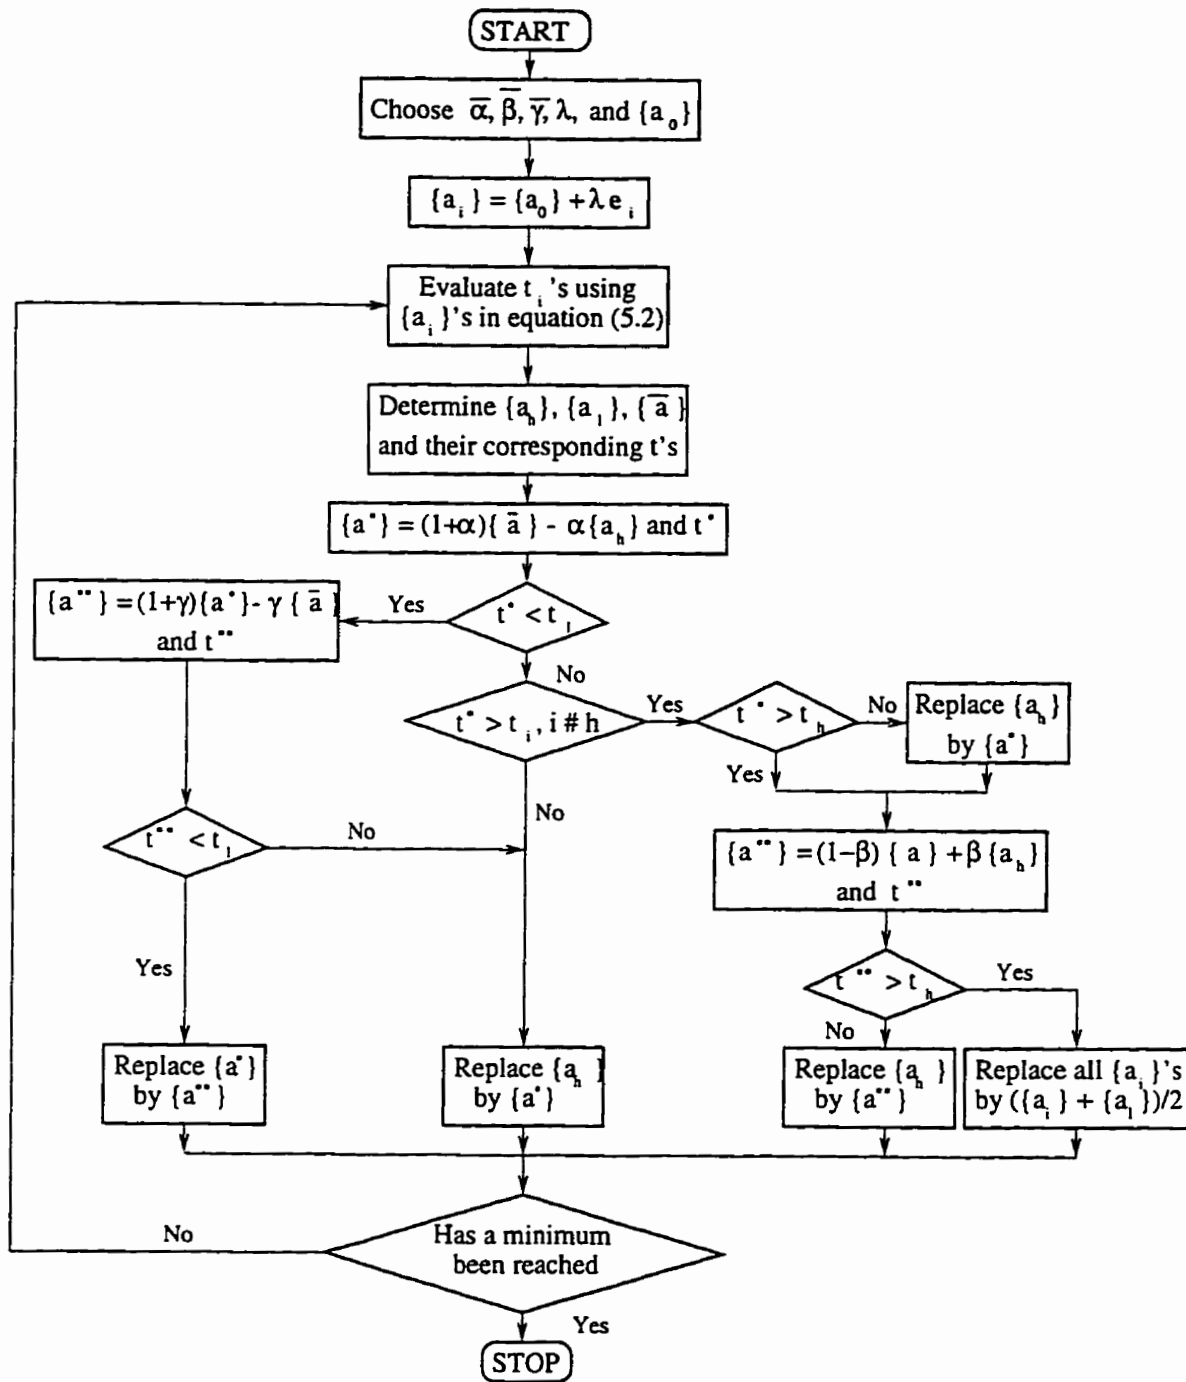 START
Choose ᾱ, β̄, γ̄, λ, and {a₀}
{aᵢ} = {a₀} + λeᵢ
Evaluate tᵢ's using
{aᵢ}'s in equation (5.2)
Determine {aₕ}, {aₗ}, {ā}
and their corresponding t's
{a*} = (1+α){ā} - α{aₕ} and t*
t* < tₗ
Yes
No
{a**} = (1+γ){a*} - γ{ā}
and t**
t* > tᵢ, i # h
Yes
No
t* > tₕ
No
Yes
Replace {aₕ}
by {a*}
t** < tₗ
No
Yes
{a**} = (1-β){a} + β{aₕ}
and t**
t** > tₕ
Yes
No
Replace {a*}
by {a**}
Replace {aₕ}
by {a*}
Replace {aₕ}
by {a**}
Replace all {aᵢ}'s
by ({aᵢ} + {aₗ})/2
Has a minimum
been reached
No
Yes
STOP